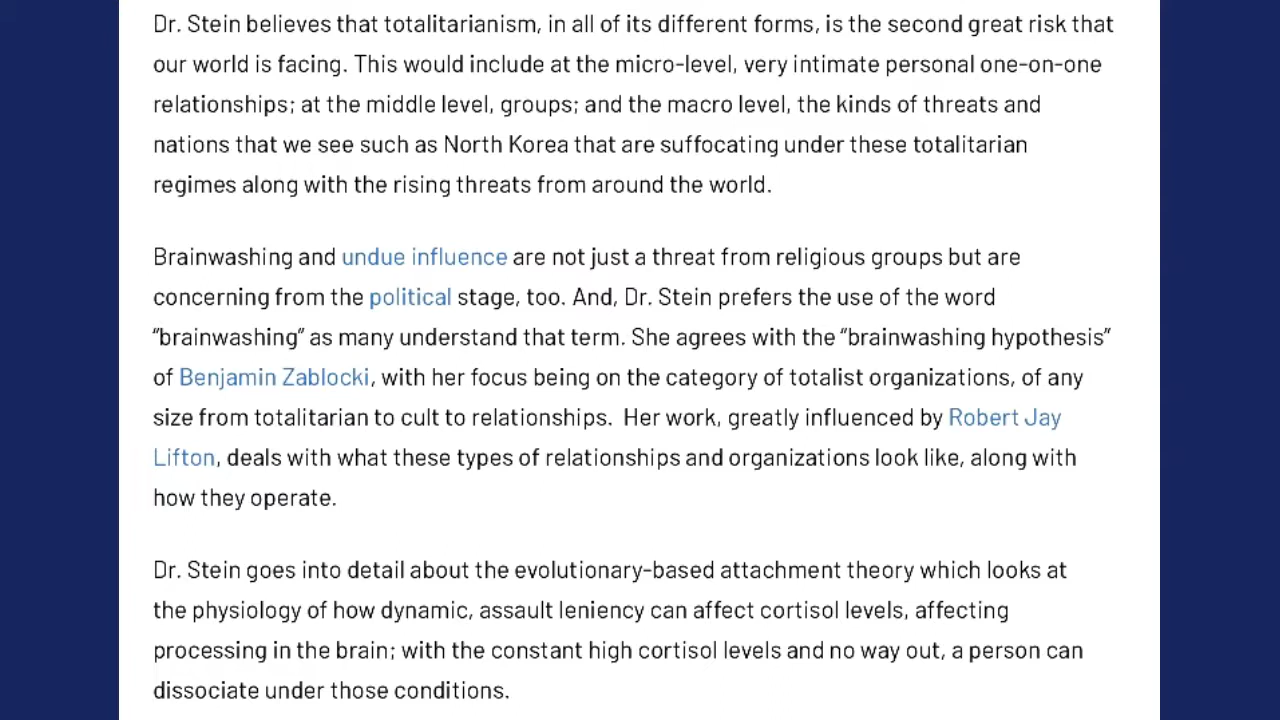 Dr. Stein believes that totalitarianism, in all of its different forms, is the second great risk that
our world is facing. This would include at the micro-level, very intimate personal one-on-one
relationships; at the middle level, groups; and the macro level, the kinds of threats and
nations that we see such as North Korea that are suffocating under these totalitarian
regimes along with the rising threats from around the world.
Brainwashing and undue influence are not just a threat from religious groups but are
concerning from the political stage, too. And, Dr. Stein prefers the use of the word
“brainwashing” as many understand that term. She agrees with the “brainwashing hypothesis”
of Benjamin Zablocki, with her focus being on the category of totalist organizations, of any
size from totalitarian to cult to relationships.  Her work, greatly influenced by Robert Jay
Lifton, deals with what these types of relationships and organizations look like, along with
how they operate.
Dr. Stein goes into detail about the evolutionary-based attachment theory which looks at
the physiology of how dynamic, assault leniency can affect cortisol levels, affecting
processing in the brain; with the constant high cortisol levels and no way out, a person can
dissociate under those conditions.